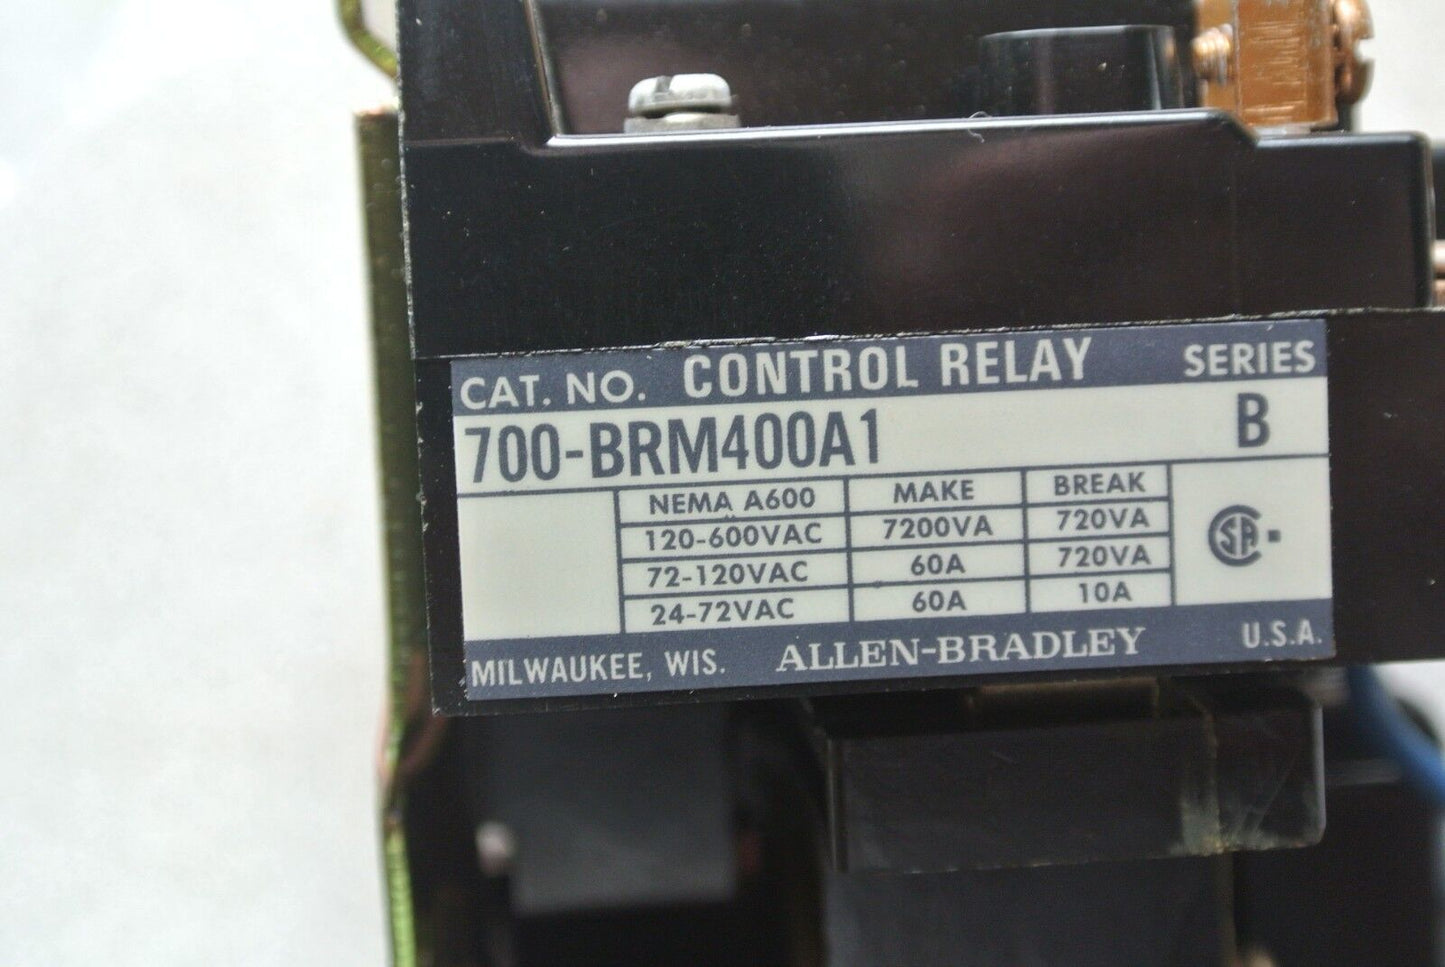 CAT. NO. CONTROL RELAY SERIES
700-BRM400A1 B
NEMA A600 MAKE BREAK
120-600VAC 7200VA 720VA
72-120VAC 60A 720VA
24-72VAC 60A 10A
SA
MILWAUKEE, WIS. ALLEN-BRADLEY U.S.A.